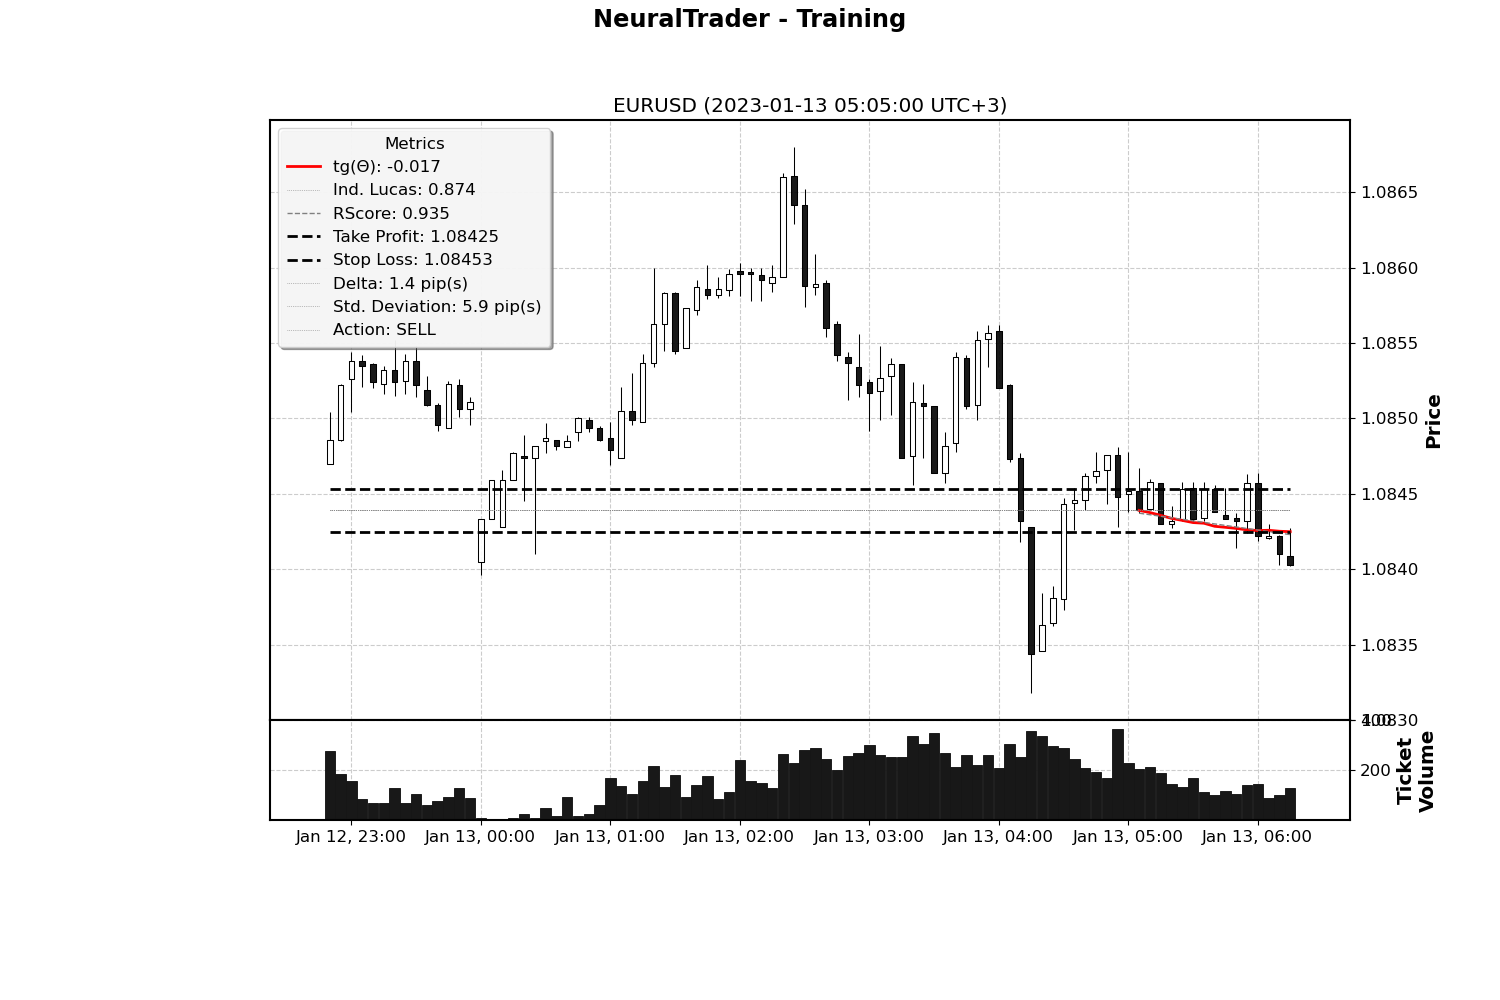 NeuralTrader - Training
EURUSD (2023-01-13 05:05:00 UTC+3)
Metrics
tg(Θ): -0.017
Ind. Lucas: 0.874
RScore: 0.935
Take Profit: 1.08425
Stop Loss: 1.08453
Delta: 1.4 pip(s)
Std. Deviation: 5.9 pip(s)
Action: SELL
1.0865
1.0860
1.0855
1.0850
1.0845
1.0840
1.0835
1.0830
Price
400
200
Ticket
Volume
Jan 12, 23:00
Jan 13, 00:00
Jan 13, 01:00
Jan 13, 02:00
Jan 13, 03:00
Jan 13, 04:00
Jan 13, 05:00
Jan 13, 06:00